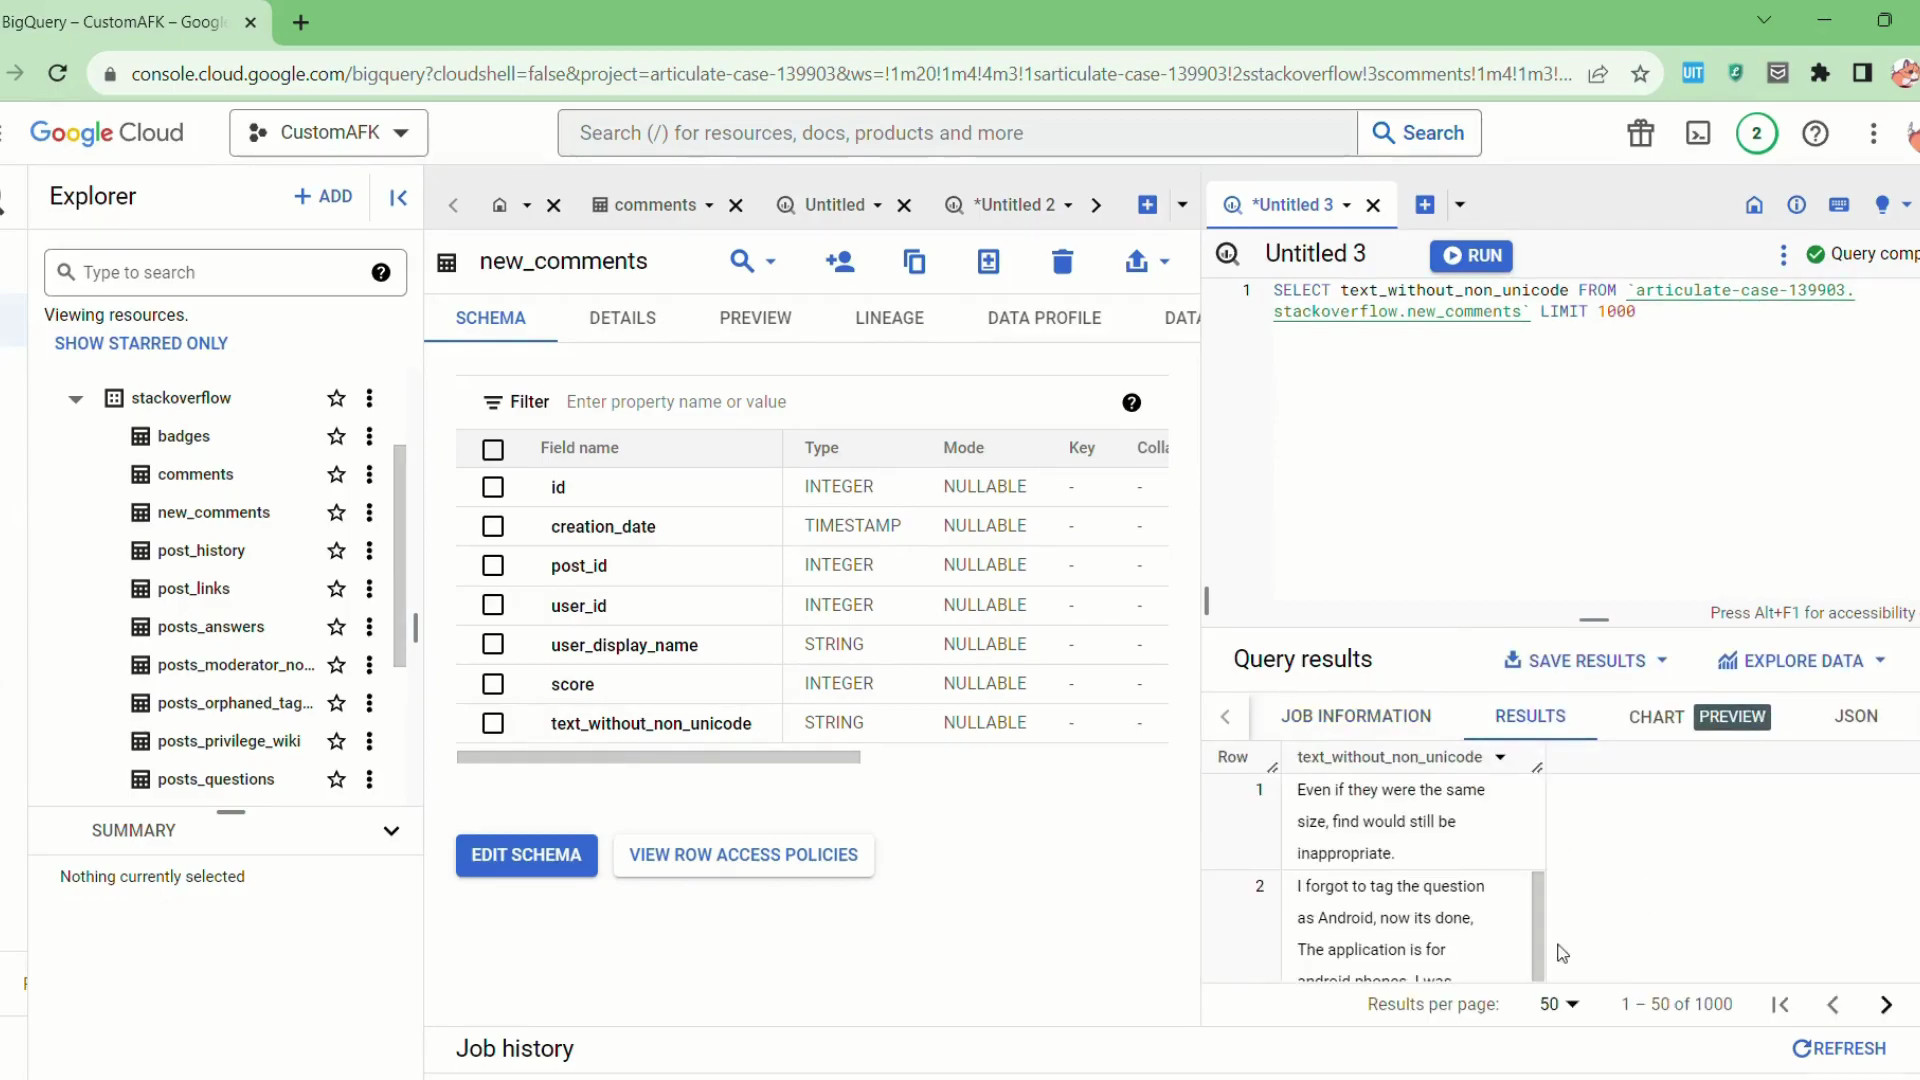 BigQuery – CustomAFK – Google
console.cloud.google.com/bigquery?cloudshell=false&project=articulate-case-139903&ws=!1m20!1m4!4m3!1sarticulate-case-139903!2sstackoverflow!3scomments!1m4!1m3!...
UIT
Google Cloud
CustomAFK
Search (/) for resources, docs, products and more
Search
2
Explorer
+ ADD
Type to search
Viewing resources.
SHOW STARRED ONLY
stackoverflow
badges
comments
new_comments
post_history
post_links
posts_answers
posts_moderator_no...
posts_orphaned_tag...
posts_privilege_wiki
posts_questions
SUMMARY
Nothing currently selected
comments
Untitled
*Untitled 2
new_comments
SCHEMA
DETAILS
PREVIEW
LINEAGE
DATA PROFILE
DATA
Filter
Enter property name or value
Field name Type Mode Key Colla
id INTEGER NULLABLE - -
creation_date TIMESTAMP NULLABLE - -
post_id INTEGER NULLABLE - -
user_id INTEGER NULLABLE - -
user_display_name STRING NULLABLE - -
score INTEGER NULLABLE - -
text_without_non_unicode STRING NULLABLE - -
EDIT SCHEMA
VIEW ROW ACCESS POLICIES
*Untitled 3
Untitled 3
RUN
Query comp
1 SELECT text_without_non_unicode FROM `articulate-case-139903.
stackoverflow.new_comments` LIMIT 1000
Press Alt+F1 for accessibility
Query results
SAVE RESULTS
EXPLORE DATA
JOB INFORMATION
RESULTS
CHART PREVIEW
JSON
Row text_without_non_unicode
1 Even if they were the same
size, find would still be
inappropriate.
2 I forgot to tag the question
as Android, now its done,
The application is for
android phones, I was
Results per page: 50 1 – 50 of 1000
Job history
REFRESH